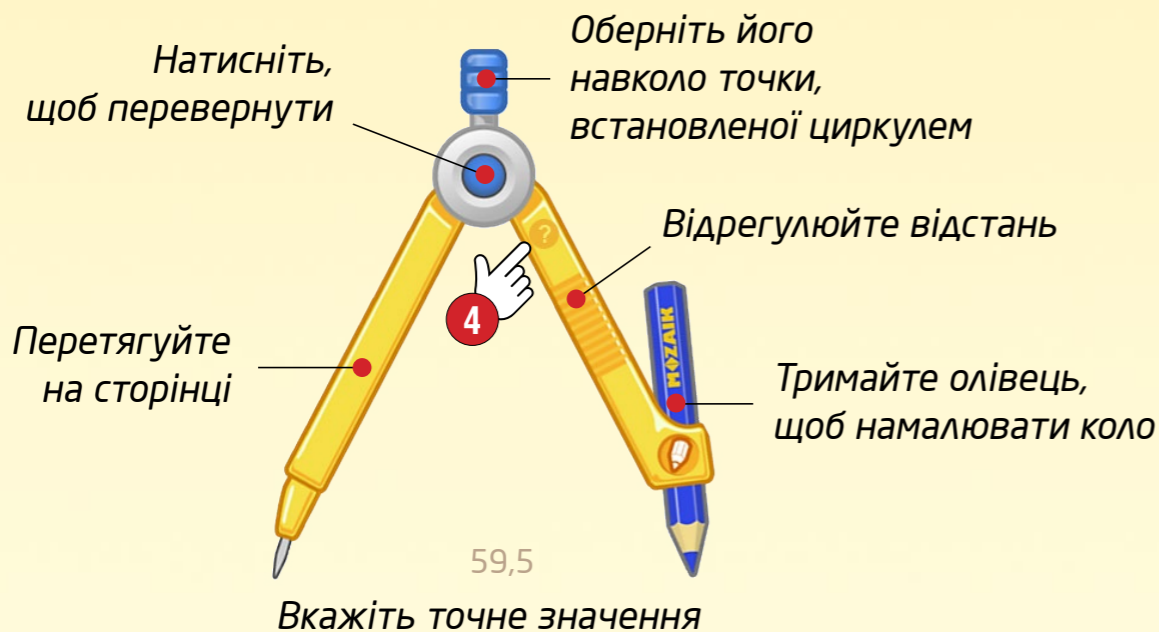 Натисніть,
щоб перевернути
Оберніть його
навколо точки,
встановленої циркулем
?
Відрегулюйте відстань
4
MOZAIK
Перетягуйте
на сторінці
Тримайте олівець,
щоб намалювати коло
59,5
Вкажіть точне значення